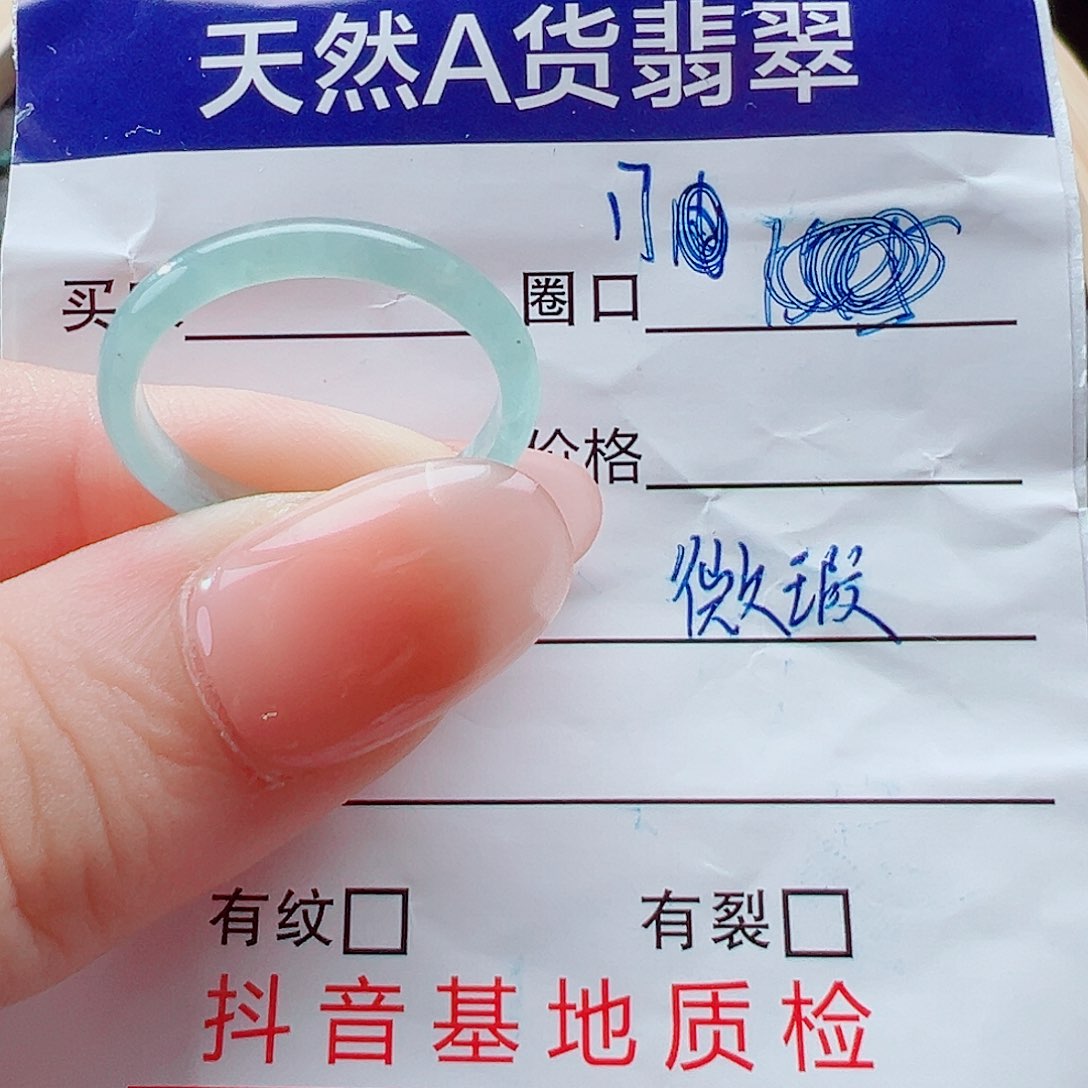 天然A货翡翠
买
圈口 17
价格
微瑕
有纹 有裂
抖音基地质检